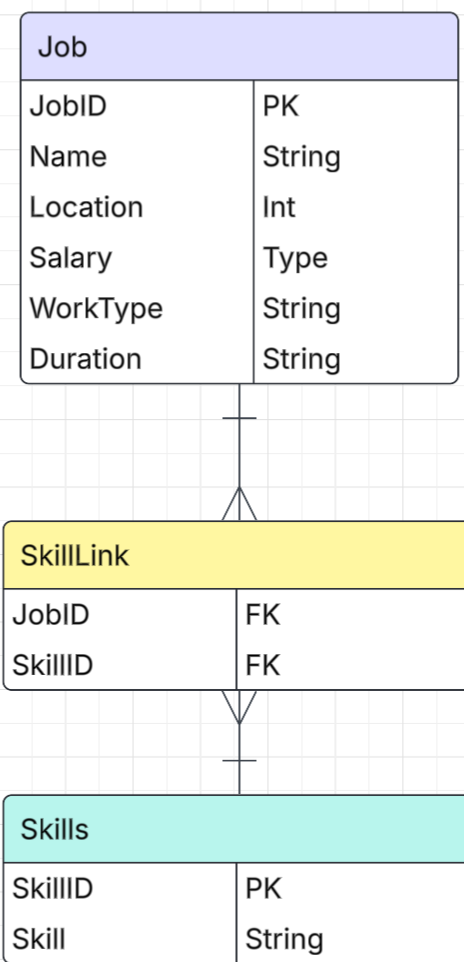 Job
JobID PK
Name String
Location Int
Salary Type
WorkType String
Duration String
SkillLink
JobID FK
SkillID FK
Skills
SkillID PK
Skill String